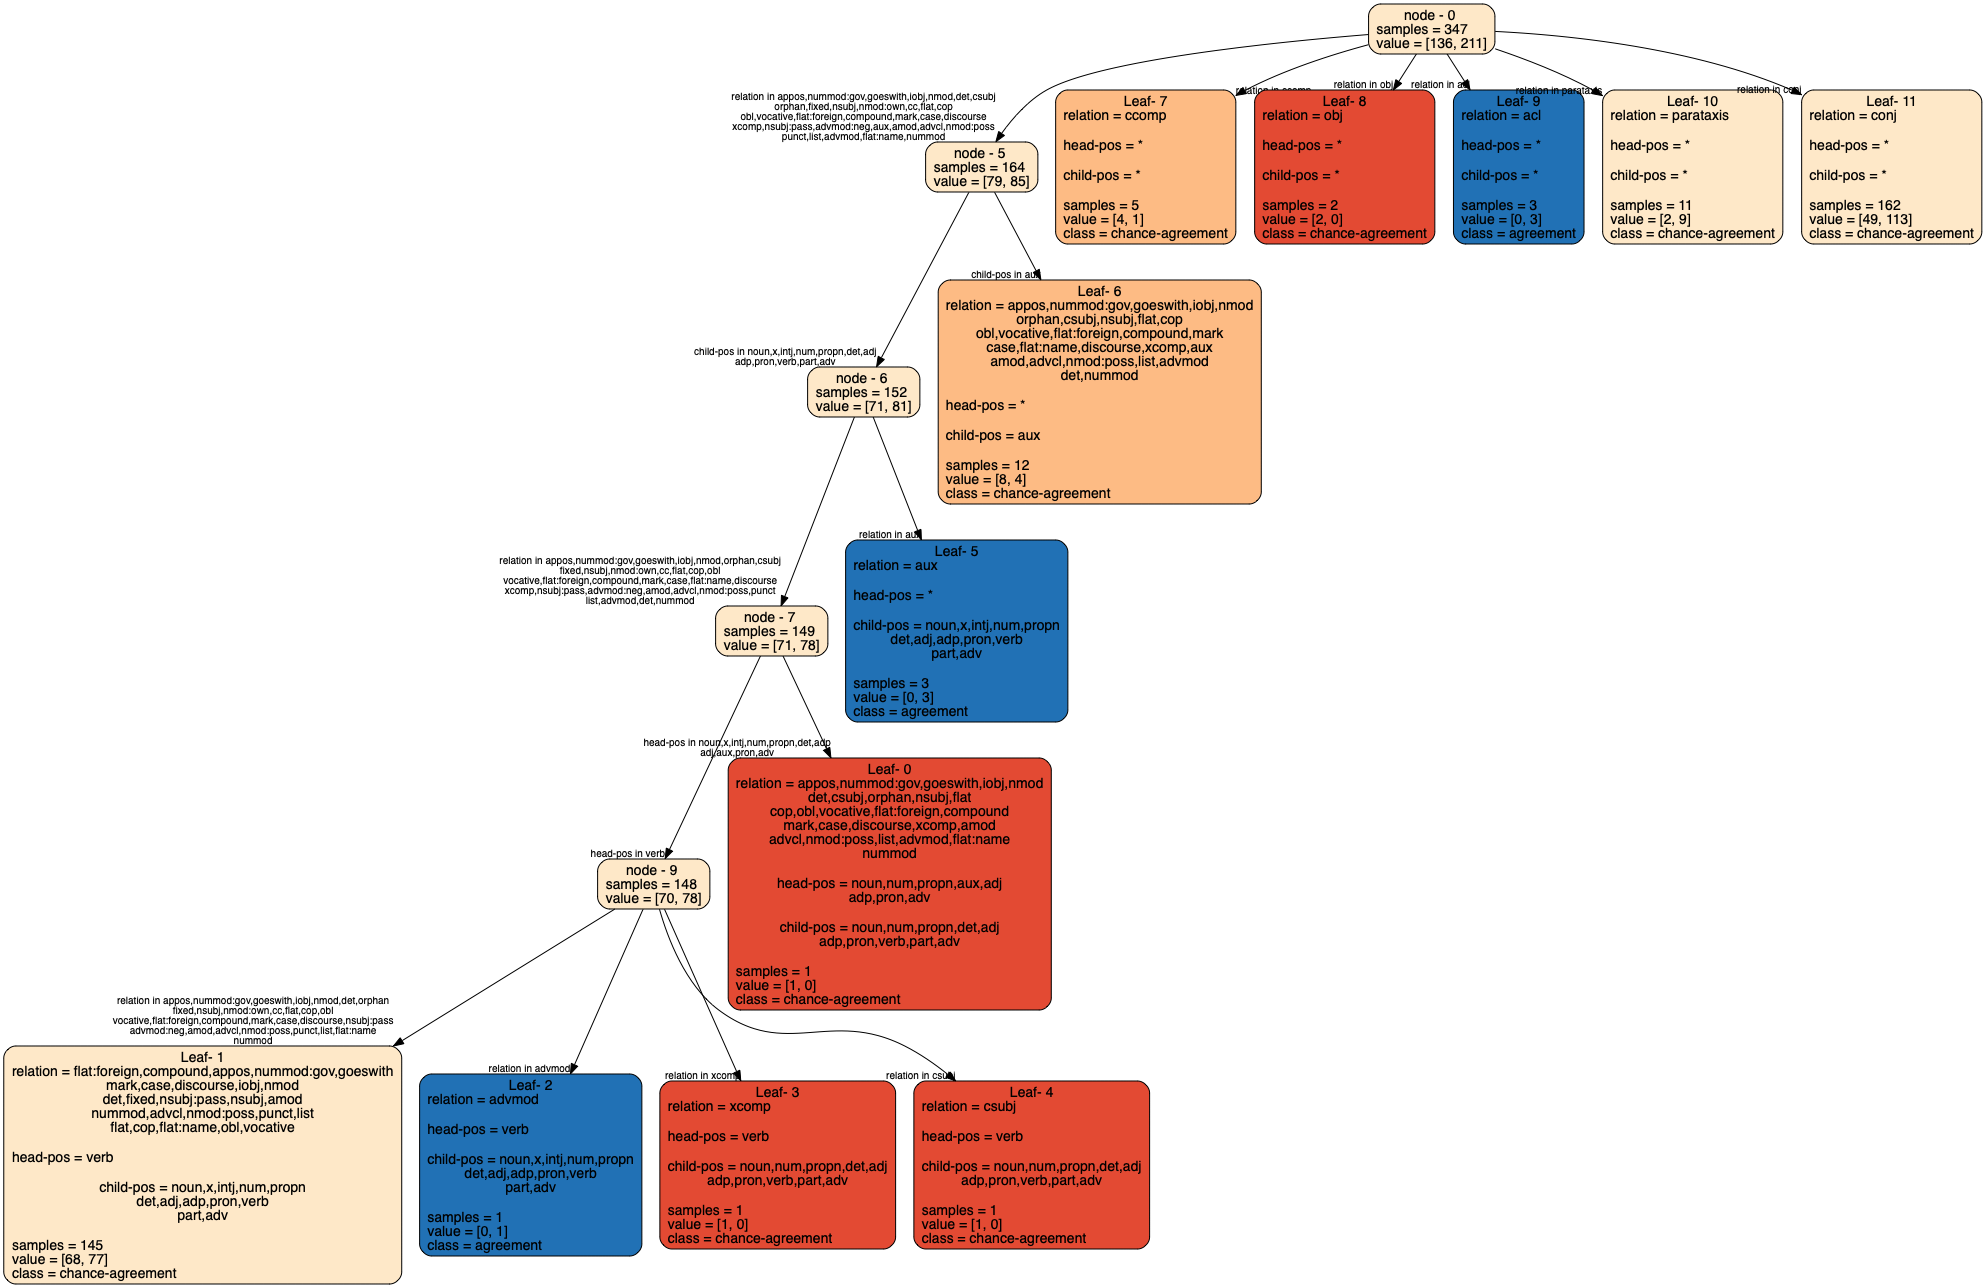 node - 0
samples = 347
value = [136, 211]
relation in appos,nummod:gov,goeswith,iobj,nmod,det,csubj
orphan,fixed,nsubj,nmod:own,cc,flat,cop
obl,vocative,flat:foreign,compound,mark,case,discourse
xcomp,nsubj:pass,advmod:neg,aux,amod,advcl,nmod:poss
punct,list,advmod,flat:name,nummod
node - 5
samples = 164
value = [79, 85]
relation in ccomp
Leaf- 7
relation = ccomp
head-pos = *
child-pos = *
samples = 5
value = [4, 1]
class = chance-agreement
relation in obj
Leaf- 8
relation = obj
head-pos = *
child-pos = *
samples = 2
value = [2, 0]
class = chance-agreement
relation in acl
Leaf- 9
relation = acl
head-pos = *
child-pos = *
samples = 3
value = [0, 3]
class = agreement
relation in parataxis
Leaf- 10
relation = parataxis
head-pos = *
child-pos = *
samples = 11
value = [2, 9]
class = chance-agreement
relation in conj
Leaf- 11
relation = conj
head-pos = *
child-pos = *
samples = 162
value = [49, 113]
class = chance-agreement
child-pos in noun,x,intj,num,propn,det,adj
adp,pron,verb,part,adv
node - 6
samples = 152
value = [71, 81]
child-pos in aux
Leaf- 6
relation = appos,nummod:gov,goeswith,iobj,nmod
orphan,csubj,nsubj,flat,cop
obl,vocative,flat:foreign,compound,mark
case,flat:name,discourse,xcomp,aux
amod,advcl,nmod:poss,list,advmod
det,nummod
head-pos = *
child-pos = aux
samples = 12
value = [8, 4]
class = chance-agreement
relation in appos,nummod:gov,goeswith,iobj,nmod,orphan,csubj
fixed,nsubj,nmod:own,cc,flat,cop,obl
vocative,flat:foreign,compound,mark,case,flat:name,discourse
xcomp,nsubj:pass,advmod:neg,amod,advcl,nmod:poss,punct
list,advmod,det,nummod
node - 7
samples = 149
value = [71, 78]
relation in aux
Leaf- 5
relation = aux
head-pos = *
child-pos = noun,x,intj,num,propn
det,adj,adp,pron,verb
part,adv
samples = 3
value = [0, 3]
class = agreement
head-pos in verb
node - 9
samples = 148
value = [70, 78]
head-pos in noun,x,intj,num,propn,det,adp
adj,aux,pron,adv
Leaf- 0
relation = appos,nummod:gov,goeswith,iobj,nmod
det,csubj,orphan,nsubj,flat
cop,obl,vocative,flat:foreign,compound
mark,case,discourse,xcomp,amod
advcl,nmod:poss,list,advmod,flat:name
nummod
head-pos = noun,num,propn,aux,adj
adp,pron,adv
child-pos = noun,num,propn,det,adj
adp,pron,verb,part,adv
samples = 1
value = [1, 0]
class = chance-agreement
relation in appos,nummod:gov,goeswith,iobj,nmod,det,orphan
fixed,nsubj,nmod:own,cc,flat,cop,obl
vocative,flat:foreign,compound,mark,case,discourse,nsubj:pass
advmod:neg,amod,advcl,nmod:poss,punct,list,flat:name
nummod
Leaf- 1
relation = flat:foreign,compound,appos,nummod:gov,goeswith
mark,case,discourse,iobj,nmod
det,fixed,nsubj:pass,nsubj,amod
nummod,advcl,nmod:poss,punct,list
flat,cop,flat:name,obl,vocative
head-pos = verb
child-pos = noun,x,intj,num,propn
det,adj,adp,pron,verb
part,adv
samples = 145
value = [68, 77]
class = chance-agreement
relation in advmod
Leaf- 2
relation = advmod
head-pos = verb
child-pos = noun,x,intj,num,propn
det,adj,adp,pron,verb
part,adv
samples = 1
value = [0, 1]
class = agreement
relation in xcomp
Leaf- 3
relation = xcomp
head-pos = verb
child-pos = noun,num,propn,det,adj
adp,pron,verb,part,adv
samples = 1
value = [1, 0]
class = chance-agreement
relation in csubj
Leaf- 4
relation = csubj
head-pos = verb
child-pos = noun,num,propn,det,adj
adp,pron,verb,part,adv
samples = 1
value = [1, 0]
class = chance-agreement